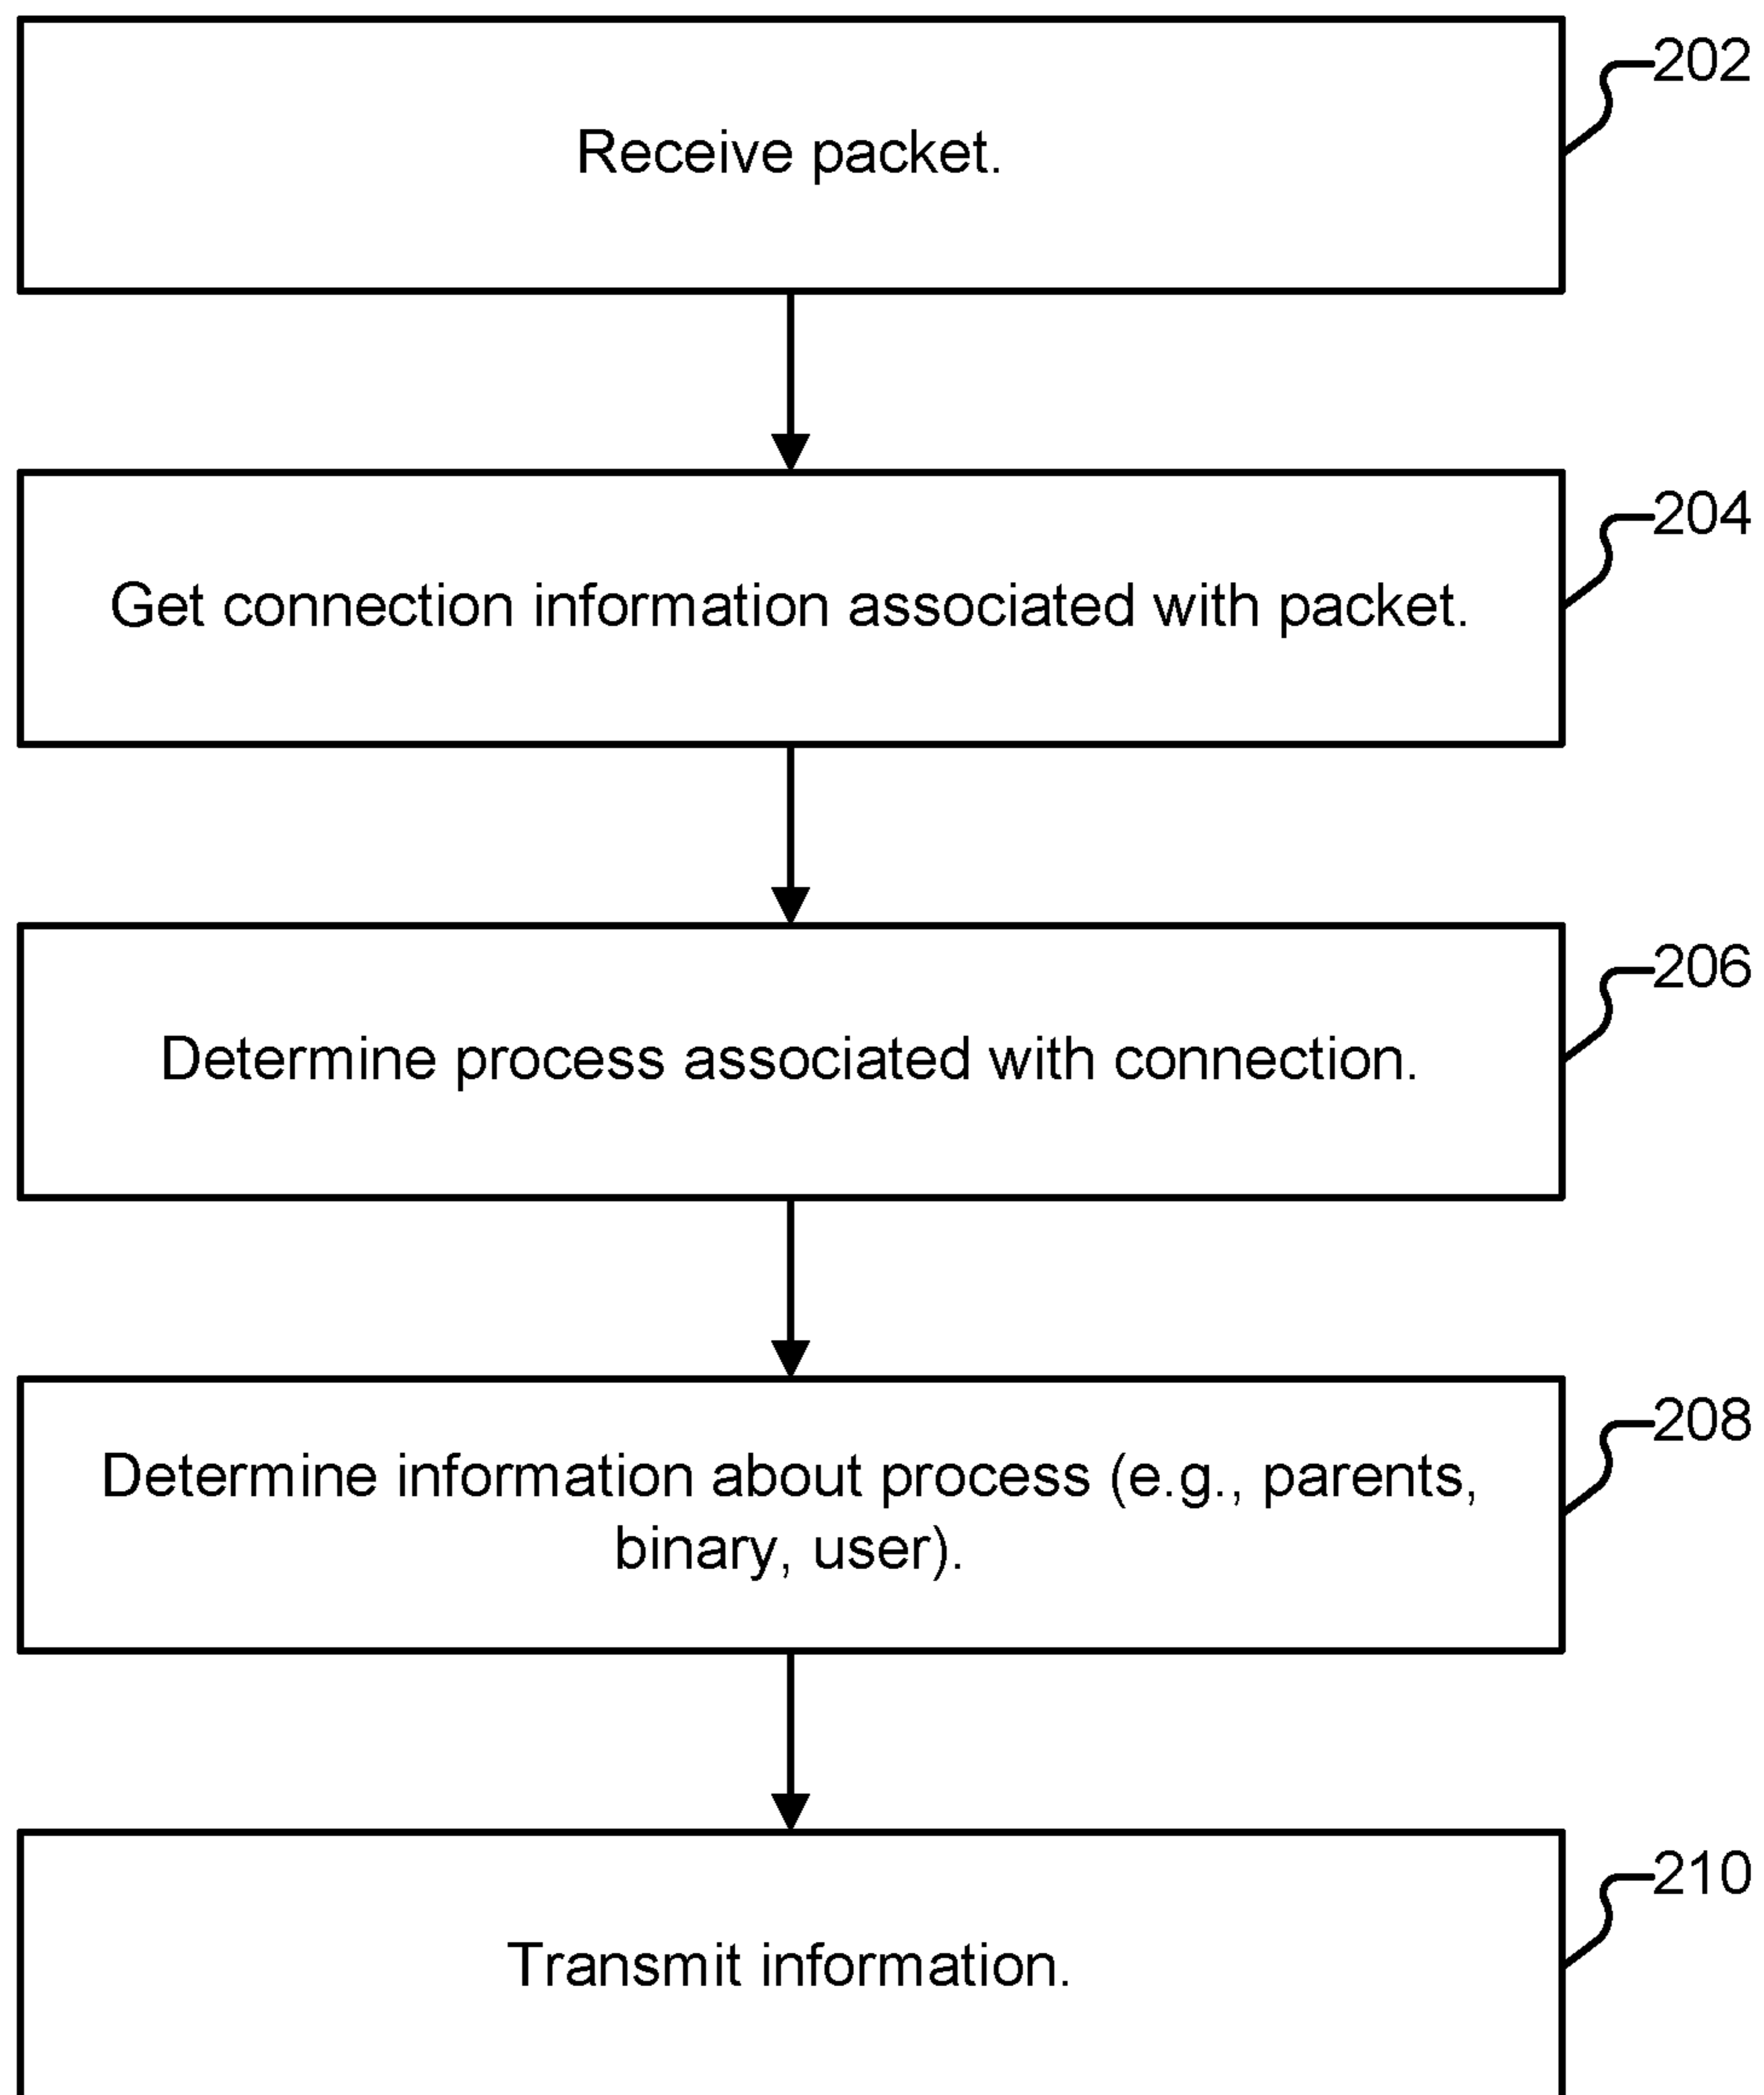 202
Receive packet.
204
Get connection information associated with packet.
206
Determine process associated with connection.
208
Determine information about process (e.g., parents,
binary, user).
210
Transmit information.